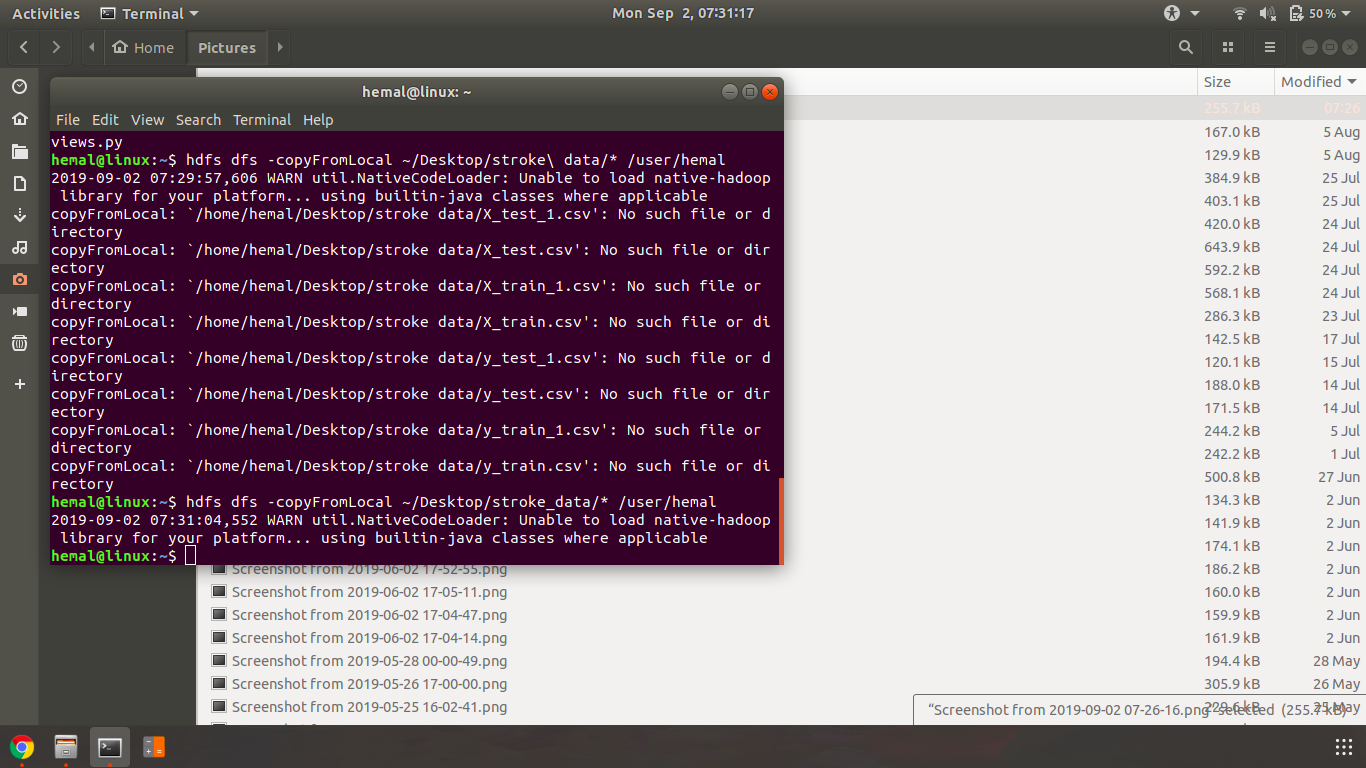 Activities Terminal Mon Sep 2, 07:31:17 50 %
Home Pictures
Size Modified
hemal@linux: ~
255.7 kB 07:26
File Edit View Search Terminal Help
167.0 kB 5 Aug
129.9 kB 5 Aug
384.9 kB 25 Jul
403.1 kB 25 Jul
420.0 kB 24 Jul
643.9 kB 24 Jul
592.2 kB 24 Jul
568.1 kB 24 Jul
286.3 kB 23 Jul
142.5 kB 17 Jul
120.1 kB 15 Jul
188.0 kB 14 Jul
171.5 kB 14 Jul
244.2 kB 5 Jul
242.2 kB 1 Jul
500.8 kB 27 Jun
134.3 kB 2 Jun
141.9 kB 2 Jun
174.1 kB 2 Jun
views.py
hemal@linux:~$ hdfs dfs -copyFromLocal ~/Desktop/stroke\ data/* /user/hemal
2019-09-02 07:29:57,606 WARN util.NativeCodeLoader: Unable to load native-hadoop
 library for your platform... using builtin-java classes where applicable
copyFromLocal: `/home/hemal/Desktop/stroke data/X_test_1.csv': No such file or d
irectory
copyFromLocal: `/home/hemal/Desktop/stroke data/X_test.csv': No such file or dir
ectory
copyFromLocal: `/home/hemal/Desktop/stroke data/X_train_1.csv': No such file or 
directory
copyFromLocal: `/home/hemal/Desktop/stroke data/X_train.csv': No such file or di
rectory
copyFromLocal: `/home/hemal/Desktop/stroke data/y_test_1.csv': No such file or d
irectory
copyFromLocal: `/home/hemal/Desktop/stroke data/y_test.csv': No such file or dir
ectory
copyFromLocal: `/home/hemal/Desktop/stroke data/y_train_1.csv': No such file or 
directory
copyFromLocal: `/home/hemal/Desktop/stroke data/y_train.csv': No such file or di
rectory
hemal@linux:~$ hdfs dfs -copyFromLocal ~/Desktop/stroke_data/* /user/hemal
2019-09-02 07:31:04,552 WARN util.NativeCodeLoader: Unable to load native-hadoop
 library for your platform... using builtin-java classes where applicable
hemal@linux:~$
Screenshot from 2019-06-02 17-52-55.png 186.2 kB 2 Jun
Screenshot from 2019-06-02 17-05-11.png 160.0 kB 2 Jun
Screenshot from 2019-06-02 17-04-47.png 159.9 kB 2 Jun
Screenshot from 2019-06-02 17-04-14.png 161.9 kB 2 Jun
Screenshot from 2019-05-28 00-00-49.png 194.4 kB 28 May
Screenshot from 2019-05-26 17-00-00.png 305.9 kB 26 May
Screenshot from 2019-05-25 16-02-41.png 229.6 kB 25 May
“Screenshot from 2019-09-02 07-26-16.png” selected (255.7 kB)